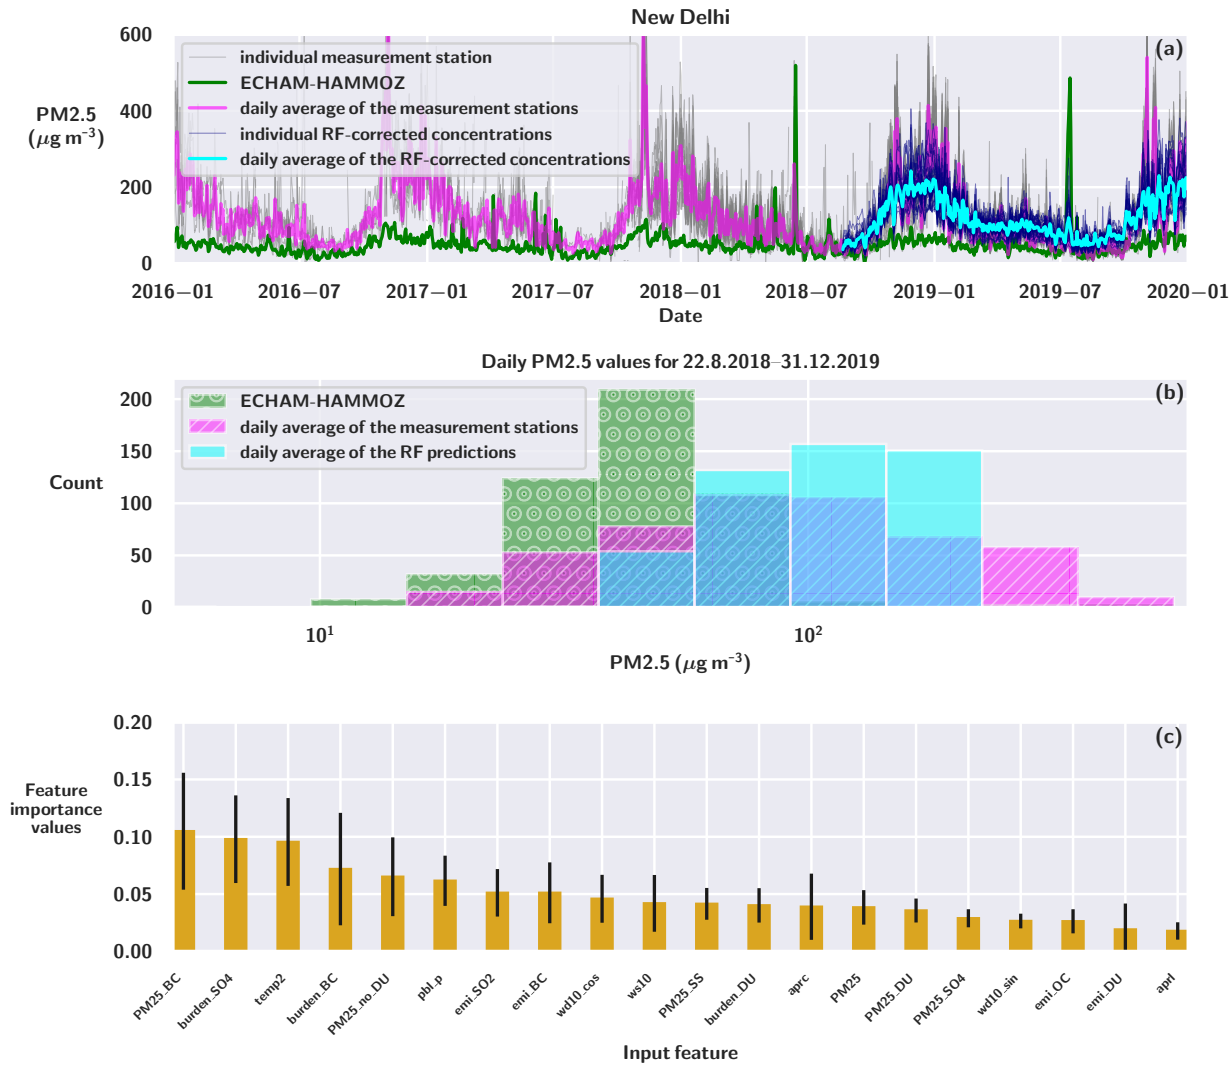 New Delhi
(a)
600
400
200
0
PM2.5
(μg m⁻³)
individual measurement station
ECHAM-HAMMOZ
daily average of the measurement stations
individual RF-corrected concentrations
daily average of the RF-corrected concentrations
2016−01 2016−07 2017−01 2017−07 2018−01 2018−07 2019−01 2019−07 2020−01
Date
Daily PM2.5 values for 22.8.2018–31.12.2019
(b)
200
150
100
50
0
Count
ECHAM-HAMMOZ
daily average of the measurement stations
daily average of the RF predictions
10¹ 10²
PM2.5 (μg m⁻³)
(c)
0.20
0.15
0.10
0.05
0.00
Feature
importance
values
PM25_BC
burden_SO4
temp2
burden_BC
PM25_no_DU
pbl_p
emi_SO2
emi_BC
wd10_cos
ws10
PM25_SS
burden_DU
aprc
PM25
PM25_DU
PM25_SO4
wd10_sin
emi_OC
emi_DU
aprl
Input feature